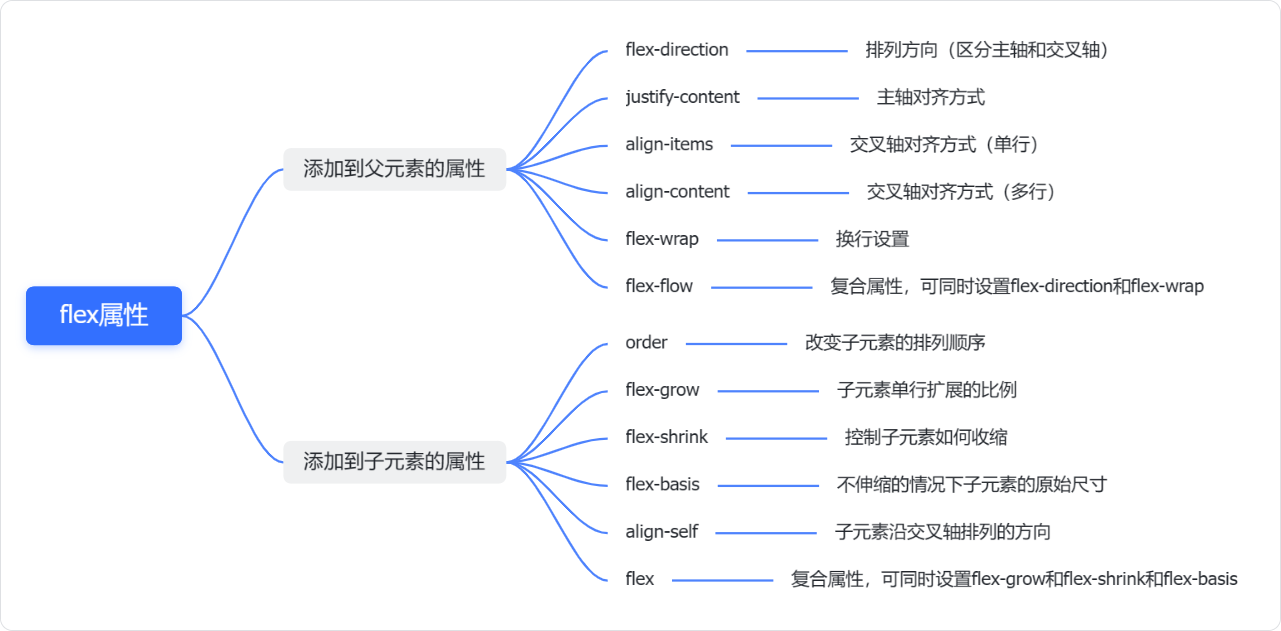 flex属性
添加到父元素的属性
flex-direction 排列方向（区分主轴和交叉轴）
justify-content 主轴对齐方式
align-items 交叉轴对齐方式（单行）
align-content 交叉轴对齐方式（多行）
flex-wrap 换行设置
flex-flow 复合属性，可同时设置flex-direction和flex-wrap
添加到子元素的属性
order 改变子元素的排列顺序
flex-grow 子元素单行扩展的比例
flex-shrink 控制子元素如何收缩
flex-basis 不伸缩的情况下子元素的原始尺寸
align-self 子元素沿交叉轴排列的方向
flex 复合属性，可同时设置flex-grow和flex-shrink和flex-basis